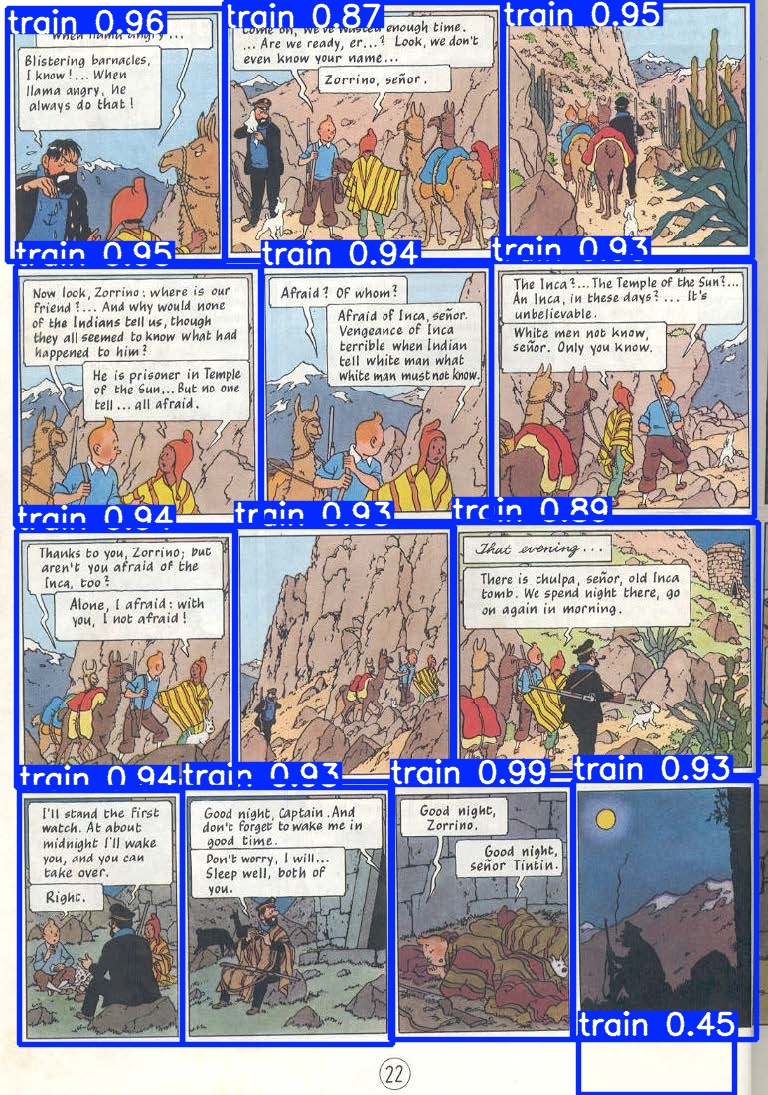 train 0.96
when llama angry...
Blistering barnacles,
I know!... When
llama angry, he
always do that!
train 0.87
Come on, we've wasted enough time.
... Are we ready, er...? Look, we don't
even know your name...
Zorrino, señor.
train 0.95
train 0.95
Now look, Zorrino: where is our
friend?... And why would none
of the Indians tell us, though
they all seemed to know what had
happened to him?
He is prisoner in Temple
of the Sun... But no one
tell... all afraid.
train 0.94
Afraid? Of whom?
Afraid of Inca, señor.
Vengeance of Inca
terrible when Indian
tell white man what
white man must not know.
train 0.93
The Inca?... The Temple of the Sun?...
An Inca, in these days?... It's
unbelievable.
White men not know,
señor. Only you know.
train 0.94
Thanks to you, Zorrino; but
aren't you afraid of the
Inca, too?
Alone, I afraid: with
you, I not afraid!
train 0.93
train 0.89
That evening...
There is chulpa, señor, old Inca
tomb. We spend night there, go
on again in morning.
train 0.94
I'll stand the first
watch. At about
midnight I'll wake
you, and you can
take over.
Right.
train 0.93
Good night, Captain. And
don't forget to wake me in
good time.
Don't worry, I will...
Sleep well, both of
you.
train 0.99
Good night,
Zorrino.
Good night,
señor Tintin.
train 0.93
train 0.45
22